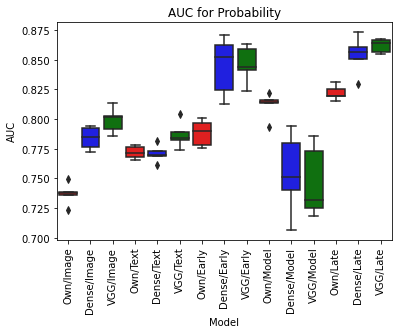 AUC for Probability
AUC
0.875
0.850
0.825
0.800
0.775
0.750
0.725
0.700
Own/Image
Dense/Image
VGG/Image
Own/Text
Dense/Text
VGG/Text
Own/Early
Dense/Early
VGG/Early
Own/Model
Dense/Model
VGG/Model
Own/Late
Dense/Late
VGG/Late
Model